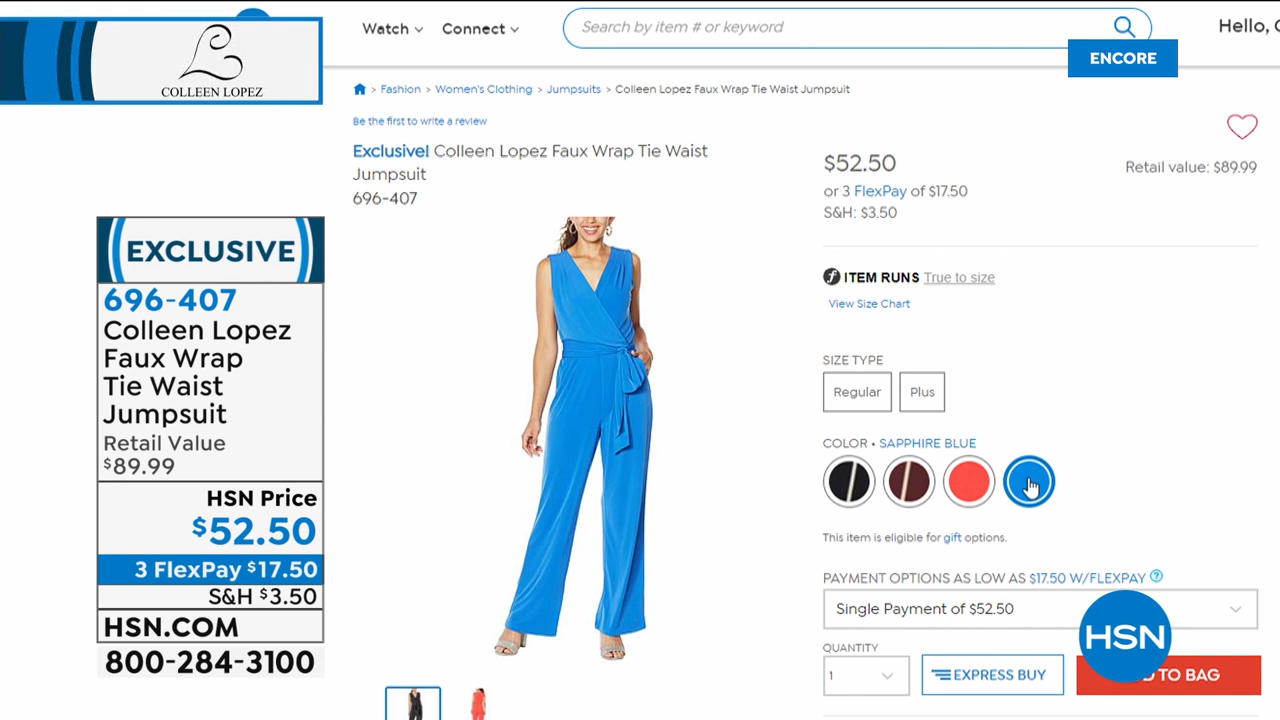 COLLEEN LOPEZ
Watch
Connect
Search by item # or keyword
Hello,
ENCORE
> Fashion > Women's Clothing > Jumpsuits > Colleen Lopez Faux Wrap Tie Waist Jumpsuit
Be the first to write a review
Exclusive! Colleen Lopez Faux Wrap Tie Waist
Jumpsuit
696-407
$52.50
Retail value: $89.99
or 3 FlexPay of $17.50
S&H: $3.50
ITEM RUNS True to size
View Size Chart
SIZE TYPE
Regular
Plus
COLOR • SAPPHIRE BLUE
This item is eligible for gift options.
PAYMENT OPTIONS AS LOW AS $17.50 W/FLEXPAY ?
Single Payment of $52.50
QUANTITY
1
EXPRESS BUY
TO BAG
HSN
EXCLUSIVE
696-407
Colleen Lopez
Faux Wrap
Tie Waist
Jumpsuit
Retail Value
$89.99
HSN Price
$52.50
3 FlexPay $17.50
S&H $3.50
HSN.COM
800-284-3100